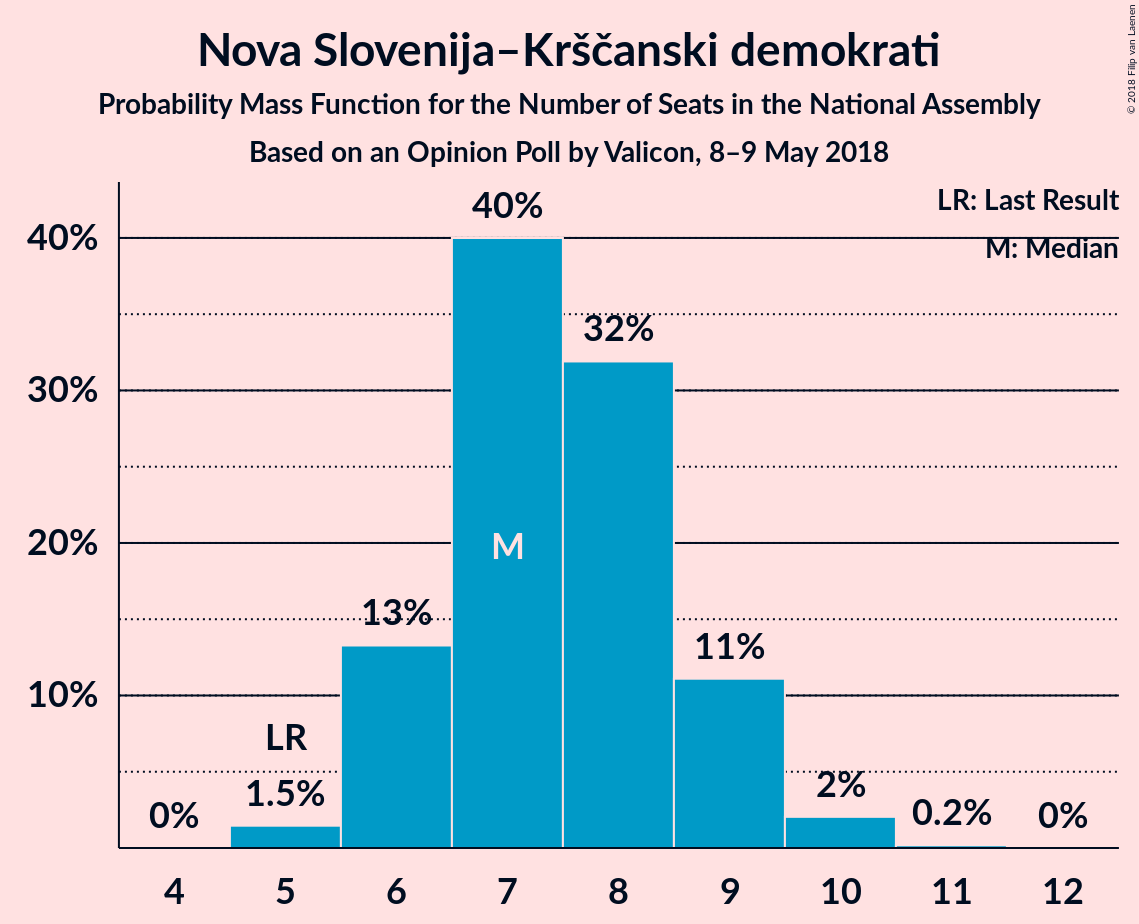 Nova Slovenija–Krščanski demokrati
Probability Mass Function for the Number of Seats in the National Assembly
Based on an Opinion Poll by Valicon, 8–9 May 2018
© 2018 Filip van Laenen
LR: Last Result
M: Median
40%
30%
20%
10%
0%
LR
1.5%
13%
40%
M
32%
11%
2%
0.2%
0%
4 5 6 7 8 9 10 11 12